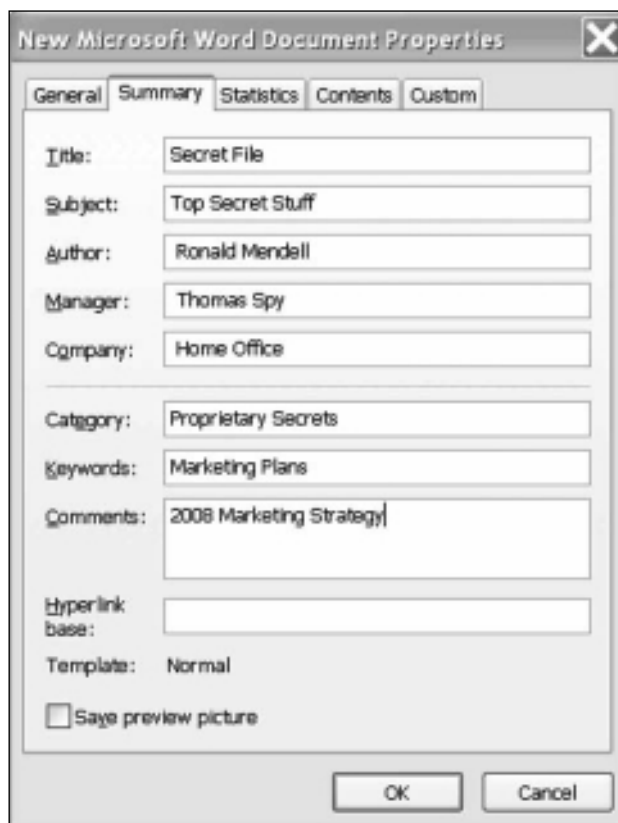 New Microsoft Word Document Properties
General Summary Statistics Contents Custom
Title: Secret File
Subject: Top Secret Stuff
Author: Ronald Mendell
Manager: Thomas Spy
Company: Home Office
Category: Proprietary Secrets
Keywords: Marketing Plans
Comments: 2008 Marketing Strategy
Hyperlink
base:
Template: Normal
Save preview picture
OK Cancel